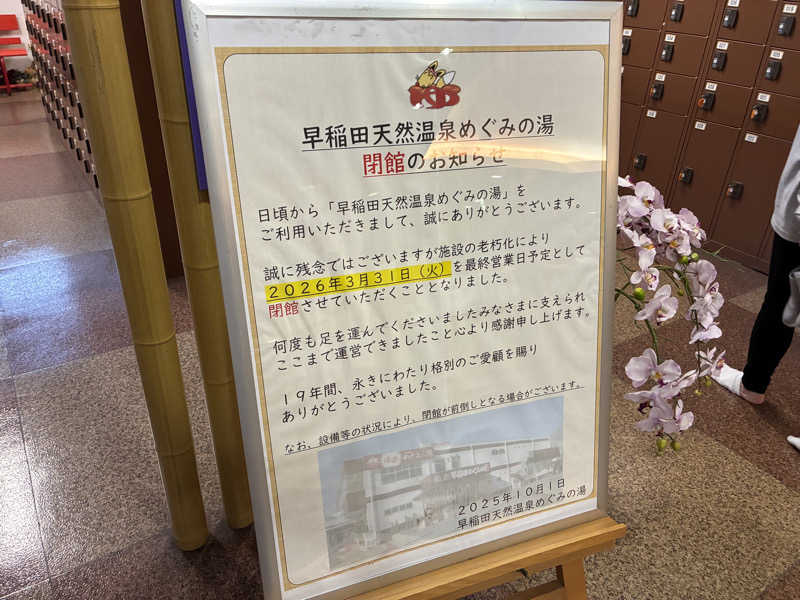 KB
早稲田天然温泉めぐみの湯
閉館のお知らせ
日頃から「早稲田天然温泉めぐみの湯」を
ご利用いただきまして、誠にありがとうございます。
誠に残念ではございますが施設の老朽化により
２０２６年３月３１日（火）を最終営業日予定として
閉館させていただくこととなりました。
何度も足を運んでくださいましたみなさまに支えられ
ここまで運営できましたこと心より感謝申し上げます。
１９年間、永きにわたり格別のご愛顧を賜り
ありがとうございました。
なお、設備等の状況により、閉館が前倒しとなる場合がございます。
２０２５年１０月１日
早稲田天然温泉めぐみの湯